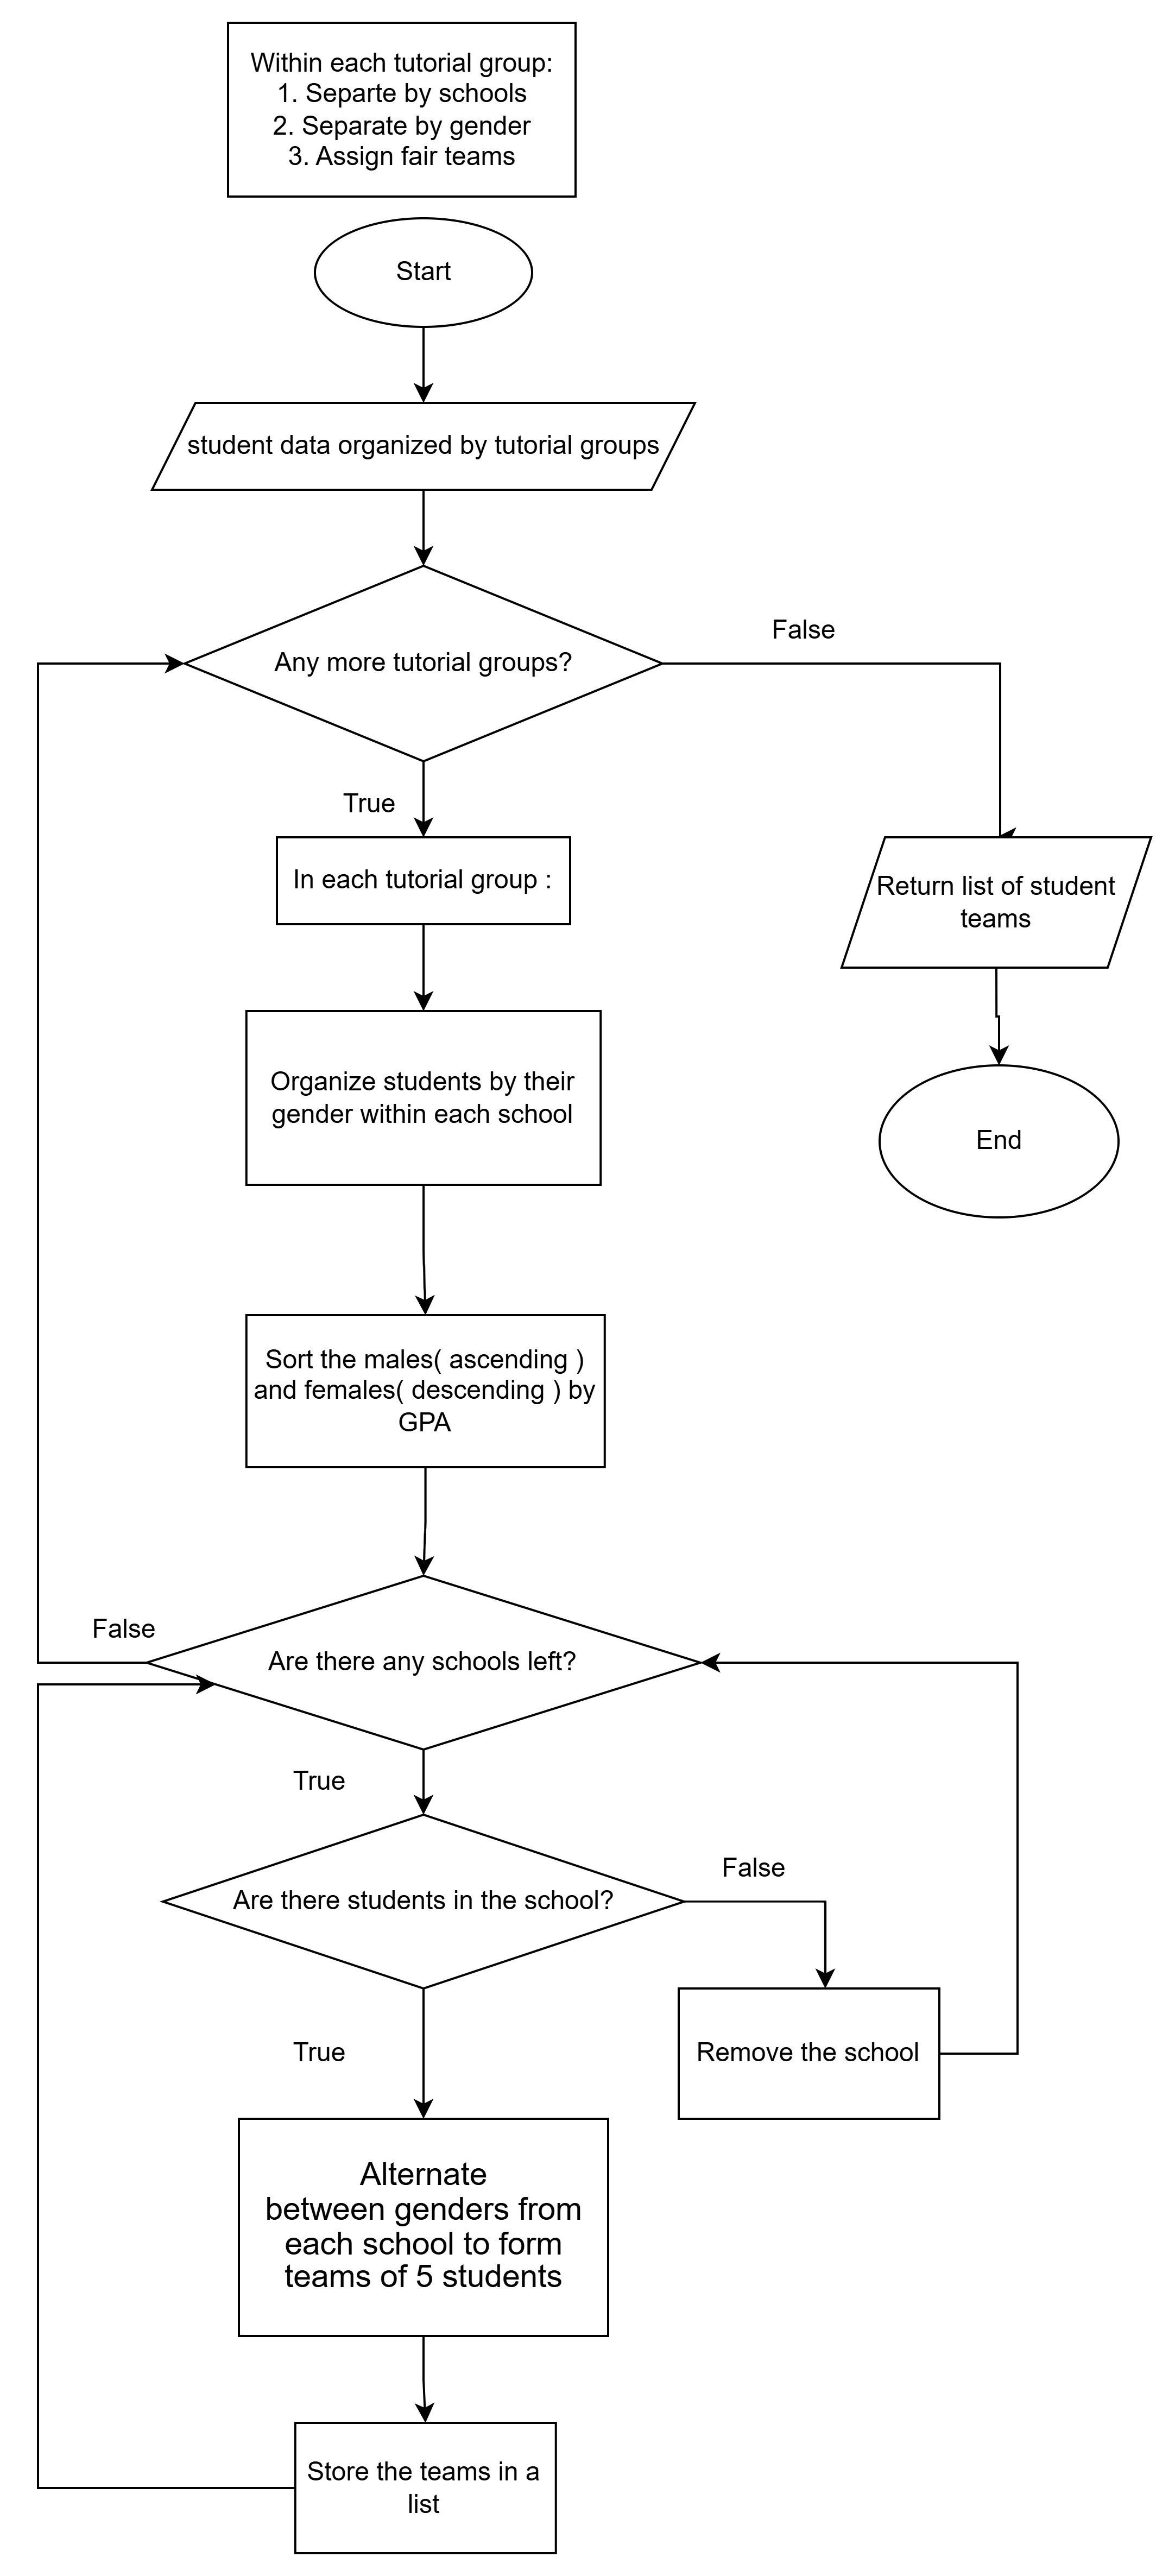 Within each tutorial group:
1. Separte by schools
2. Separate by gender
3. Assign fair teams
Start
student data organized by tutorial groups
Any more tutorial groups?
False
True
In each tutorial group :
Return list of student
teams
Organize students by their
gender within each school
End
Sort the males( ascending )
and females( descending ) by
GPA
False
Are there any schools left?
True
Are there students in the school?
False
True
Remove the school
Alternate
between genders from
each school to form
teams of 5 students
Store the teams in a
list